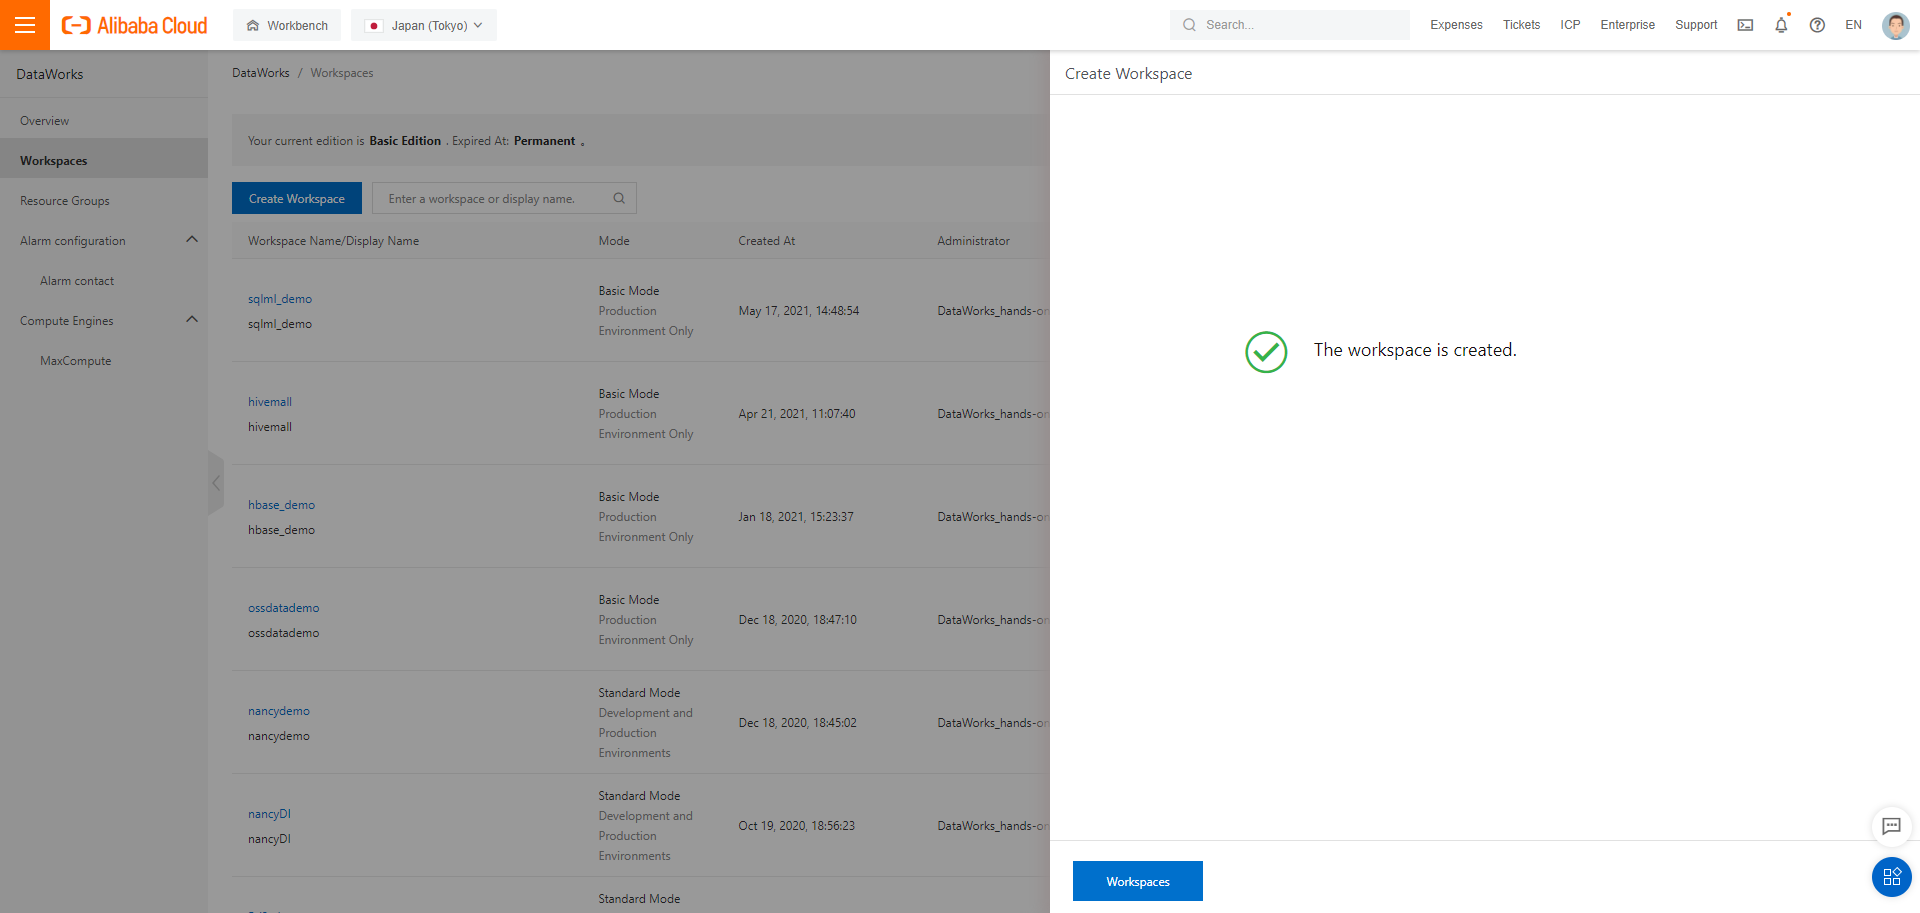 Alibaba Cloud
Workbench
Japan (Tokyo)
Search...
Expenses
Tickets
ICP
Enterprise
Support
EN
DataWorks
Overview
Workspaces
Resource Groups
Alarm configuration
Alarm contact
Compute Engines
MaxCompute
DataWorks / Workspaces
Your current edition is Basic Edition . Expired At: Permanent 。
Create Workspace
Enter a workspace or display name.
Workspace Name/Display Name Mode Created At Administrator
sqlml_demo
sqlml_demo
Basic Mode
Production
Environment Only
May 17, 2021, 14:48:54
DataWorks_hands-on
hivemall
hivemall
Basic Mode
Production
Environment Only
Apr 21, 2021, 11:07:40
DataWorks_hands-on
hbase_demo
hbase_demo
Basic Mode
Production
Environment Only
Jan 18, 2021, 15:23:37
DataWorks_hands-on
ossdatademo
ossdatademo
Basic Mode
Production
Environment Only
Dec 18, 2020, 18:47:10
DataWorks_hands-on
nancydemo
nancydemo
Standard Mode
Development and
Production
Environments
Dec 18, 2020, 18:45:02
DataWorks_hands-on
nancyDI
nancyDI
Standard Mode
Development and
Production
Environments
Oct 19, 2020, 18:56:23
DataWorks_hands-on
Standard Mode
Create Workspace
The workspace is created.
Workspaces